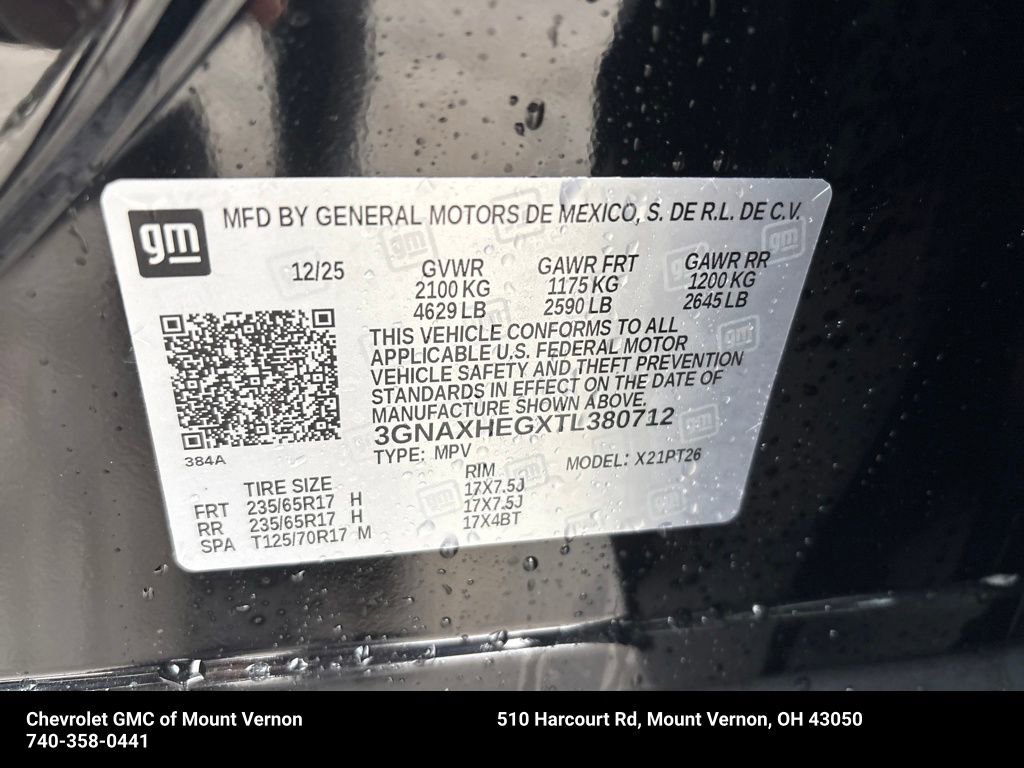 gm
MFD BY GENERAL MOTORS DE MEXICO, S. DE R.L. DE C.V.
12/25 GVWR GAWR FRT GAWR RR
2100 KG 1175 KG 1200 KG
4629 LB 2590 LB 2645 LB
THIS VEHICLE CONFORMS TO ALL
APPLICABLE U.S. FEDERAL MOTOR
VEHICLE SAFETY AND THEFT PREVENTION
STANDARDS IN EFFECT ON THE DATE OF
MANUFACTURE SHOWN ABOVE.
3GNAXHEGXTL380712
384A
TYPE: MPV MODEL: X21PT26
TIRE SIZE RIM
FRT 235/65R17 H 17X7.5J
RR 235/65R17 H 17X7.5J
SPA T125/70R17 M 17X4BT
Chevrolet GMC of Mount Vernon 510 Harcourt Rd, Mount Vernon, OH 43050
740-358-0441